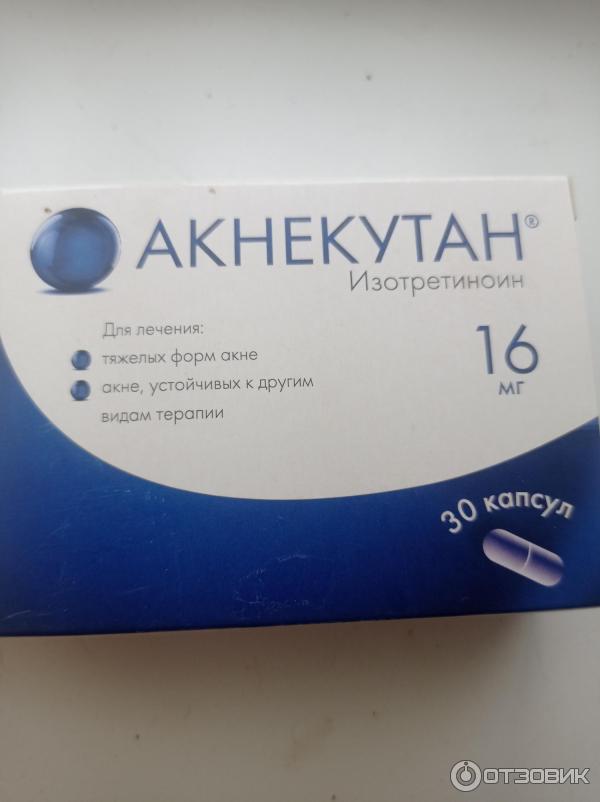 АКНЕКУТАН®
Изотретиноин
Для лечения:
тяжелых форм акне
акне, устойчивых к другим
видам терапии
16
мг
30 капсул
ОТЗОВИК